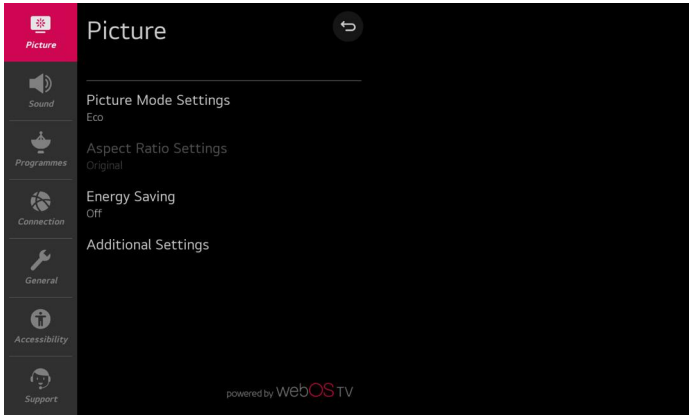 Picture
Sound
Programmes
Connection
General
Accessibility
Support
Picture
Picture Mode Settings
Eco
Aspect Ratio Settings
Original
Energy Saving
Off
Additional Settings
powered by webOS TV